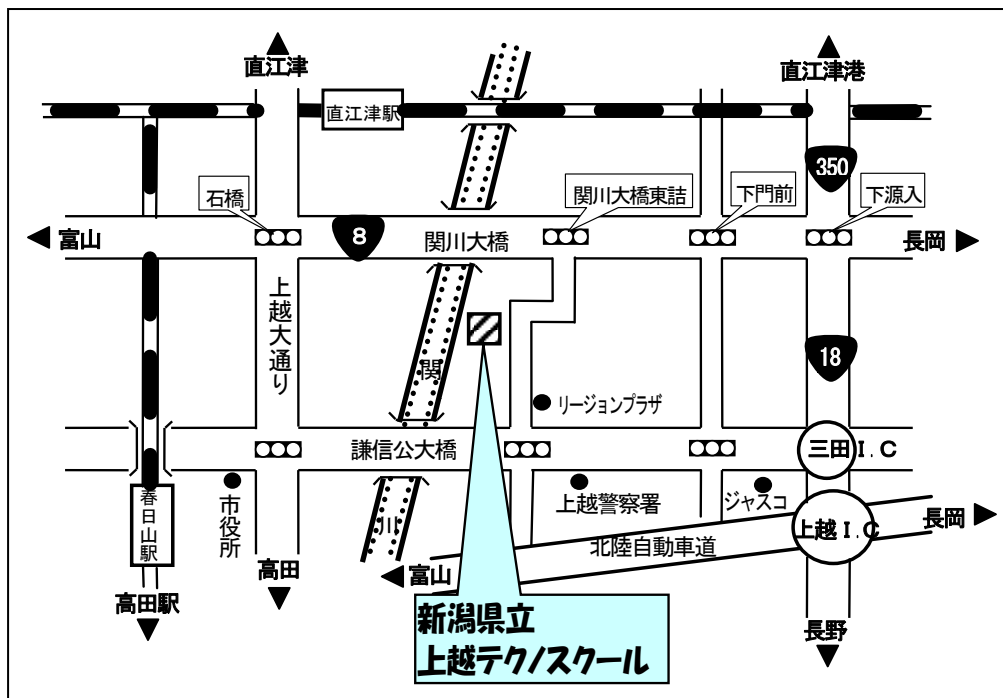 直江津
直江津港
直江津駅
350
石橋
関川大橋東詰
下門前
下源入
富山
8
関川大橋
長岡
上越大通り
関
18
リージョンプラザ
謙信公大橋
三田I.C
春日山駅
市役所
川
上越警察署
ジャスコ
上越I.C
長岡
北陸自動車道
高田
富山
高田駅
新潟県立
上越テクノスクール
長野